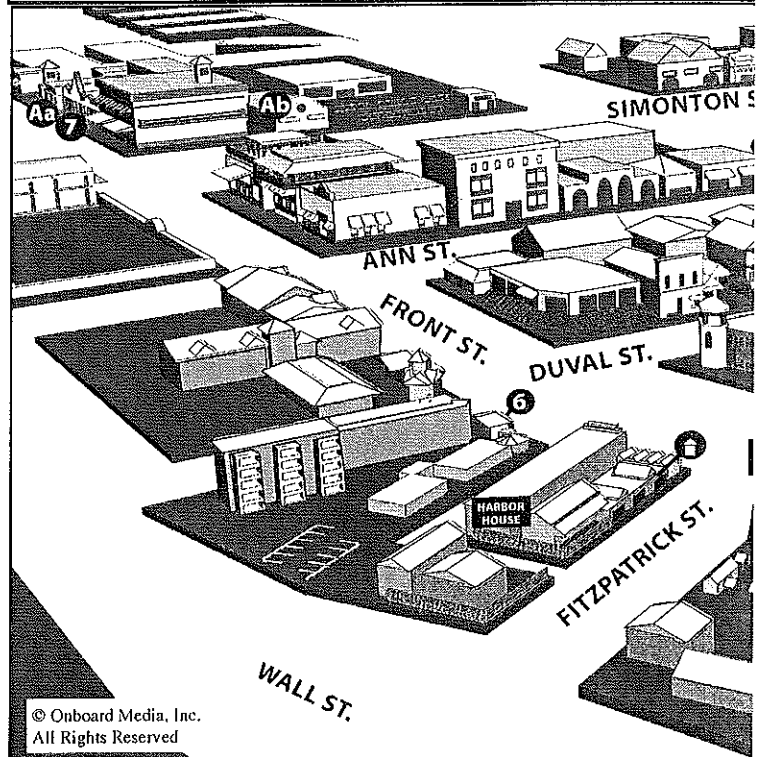 Aa
7
Ab
SIMONTON S
ANN ST.
FRONT ST.
DUVAL ST.
6
HARBOR
HOUSE
FITZPATRICK ST.
WALL ST.
© Onboard Media, Inc.
All Rights Reserved